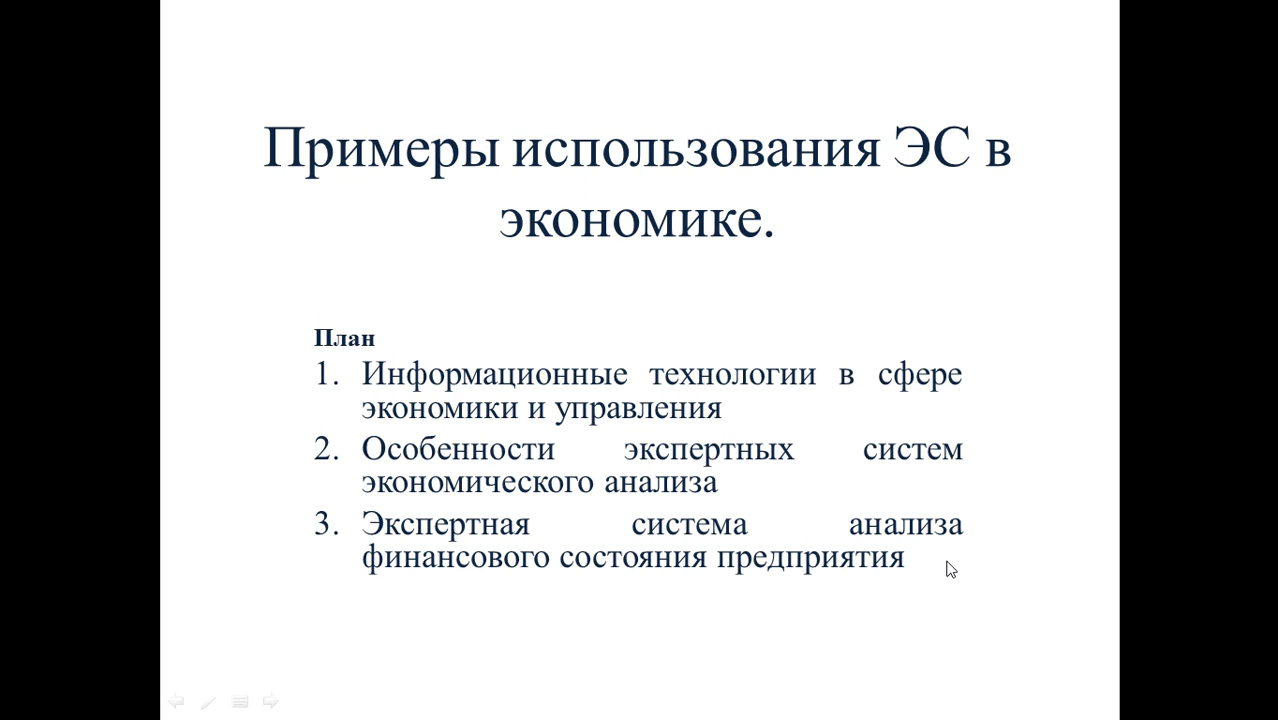 Примеры использования ЭС в
экономике.
План
1. Информационные технологии в сфере
экономики и управления
2. Особенности экспертных систем
экономического анализа
3. Экспертная система анализа
финансового состояния предприятия